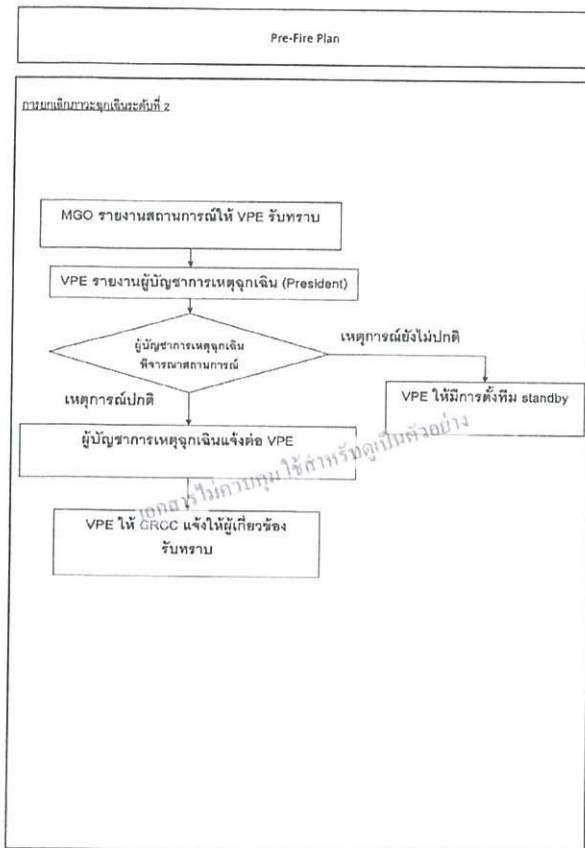 Pre-Fire Plan
การยกเลิกภาวะฉุกเฉินระดับที่ 2
MGO รายงานสถานการณ์ให้ VPE รับทราบ
VPE รายงานผู้บัญชาการเหตุฉุกเฉิน (President)
ผู้บัญชาการเหตุฉุกเฉิน
พิจารณาสถานการณ์
เหตุการณ์ยังไม่ปกติ
เหตุการณ์ปกติ
VPE ให้มีการตั้งทีม standby
ผู้บัญชาการเหตุฉุกเฉินแจ้งต่อ VPE
เอกสารไม่ควบคุม ใช้สำหรับดูเป็นตัวอย่าง
VPE ให้ CRCC แจ้งให้ผู้เกี่ยวข้อง
รับทราบ